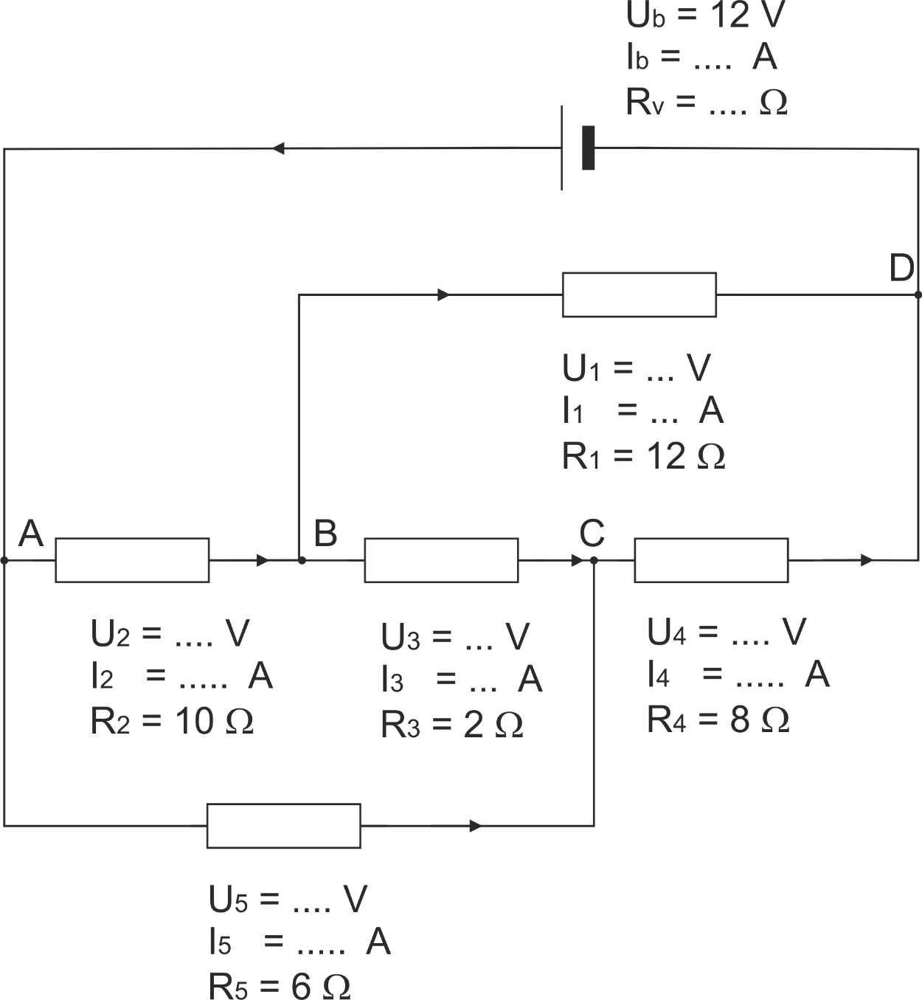 Ub = 12 V
Ib = .... A
Rv = .... Ω
D
U1 = ... V
I1 = ... A
R1 = 12 Ω
A
B
C
U2 = .... V
I2 = ..... A
R2 = 10 Ω
U3 = ... V
I3 = ... A
R3 = 2 Ω
U4 = .... V
I4 = ..... A
R4 = 8 Ω
U5 = .... V
I5 = ..... A
R5 = 6 Ω